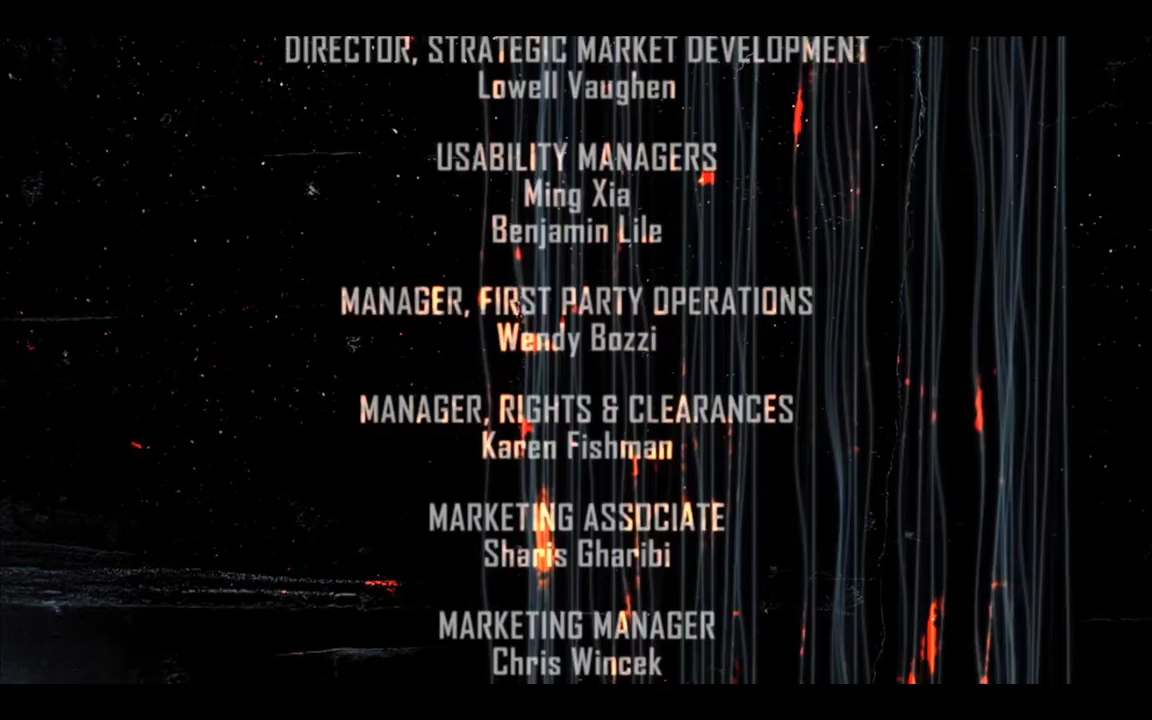 DIRECTOR, STRATEGIC MARKET DEVELOPMENT
Lowell Vaughen
USABILITY MANAGERS
Ming Xia
Benjamin Lile
MANAGER, FIRST PARTY OPERATIONS
Wendy Bozzi
MANAGER, RIGHTS & CLEARANCES
Karen Fishman
MARKETING ASSOCIATE
Sharis Gharibi
MARKETING MANAGER
Chris Wincek